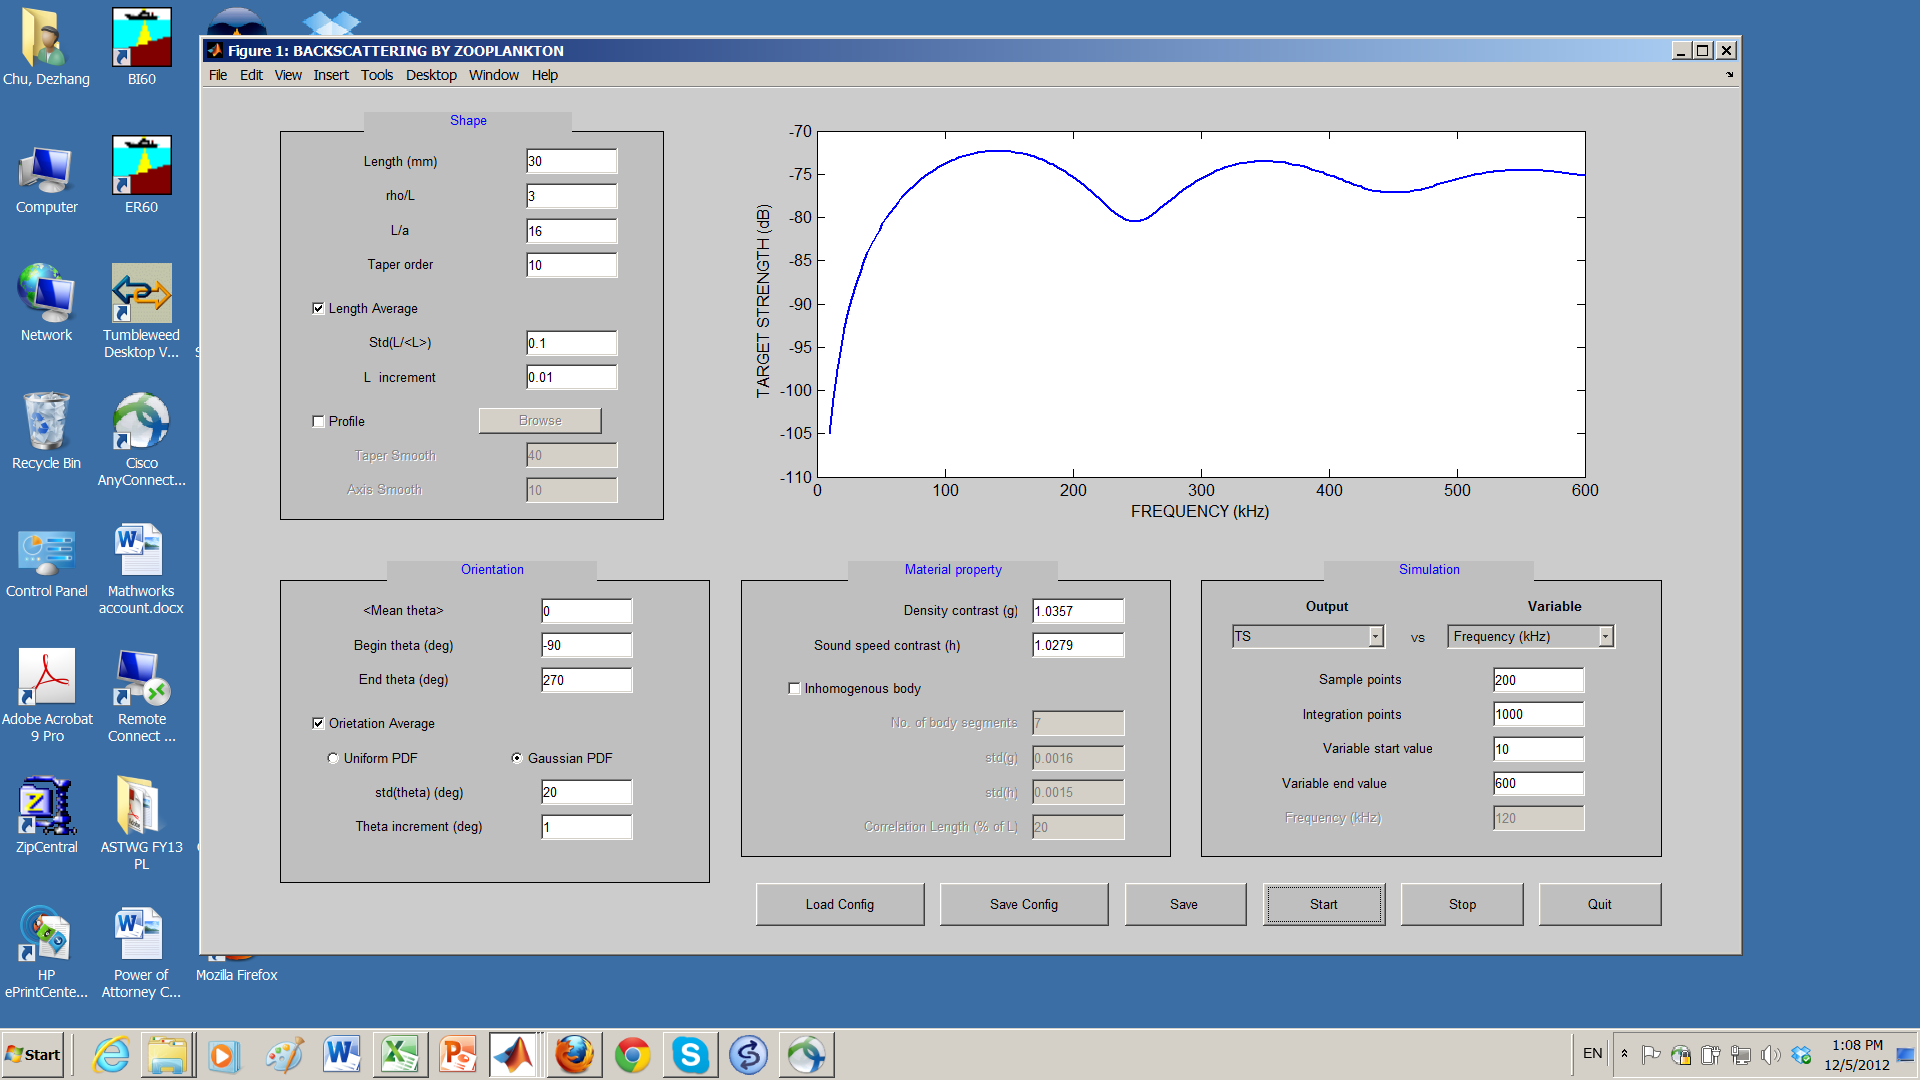 Chu, Dezhang
BI60
Computer
ER60
Network
Tumbleweed
Desktop V...
Recycle Bin
Cisco
AnyConnect...
Control Panel
Mathworks
account.docx
Adobe Acrobat
9 Pro
Remote
Connect ...
ZipCentral
ASTWG FY13
PL
HP
ePrintCente...
Power of
Attorney C...
Mozilla Firefox
Figure 1: BACKSCATTERING BY ZOOPLANKTON
File Edit View Insert Tools Desktop Window Help
Shape
Length (mm) 30
rho/L 3
L/a 16
Taper order 10
Length Average
Std(L/<L>) 0.1
L increment 0.01
Profile Browse
Taper Smooth 40
Axis Smooth 10
TARGET STRENGTH (dB)
-70
-75
-80
-85
-90
-95
-100
-105
-110
0 100 200 300 400 500 600
FREQUENCY (kHz)
Orientation
<Mean theta> 0
Begin theta (deg) -90
End theta (deg) 270
Orietation Average
Uniform PDF Gaussian PDF
std(theta) (deg) 20
Theta increment (deg) 1
Material property
Density contrast (g) 1.0357
Sound speed contrast (h) 1.0279
Inhomogenous body
No. of body segments 7
std(g) 0.0016
std(h) 0.0015
Correlation Length (% of L) 20
Simulation
Output Variable
TS vs Frequency (kHz)
Sample points 200
Integration points 1000
Variable start value 10
Variable end value 600
Frequency (kHz) 120
Load Config Save Config Save Start Stop Quit
Start
EN
1:08 PM
12/5/2012